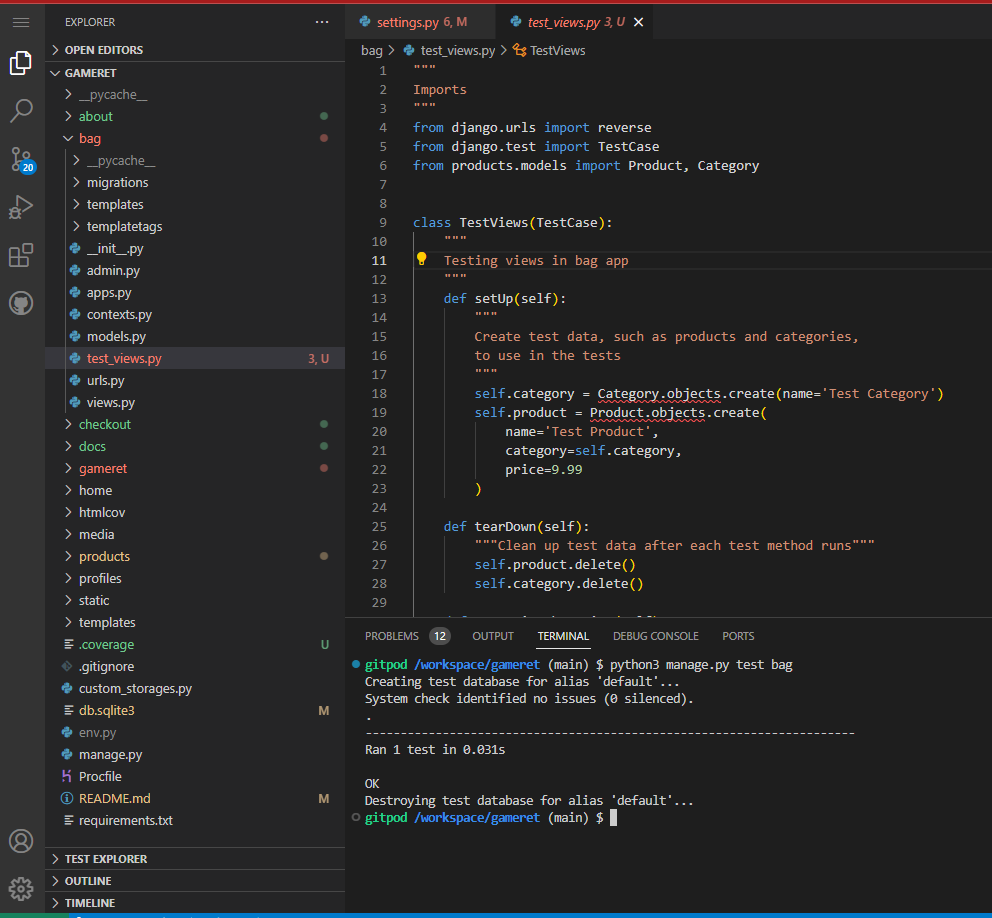 EXPLORER ...
OPEN EDITORS
GAMERET
__pycache__
about
bag
__pycache__
migrations
templates
templatetags
__init__.py
admin.py
apps.py
contexts.py
models.py
test_views.py 3, U
urls.py
views.py
checkout
docs
gameret
home
htmlcov
media
products
profiles
static
templates
.coverage U
.gitignore
custom_storages.py
db.sqlite3 M
env.py
manage.py
Procfile
README.md M
requirements.txt
TEST EXPLORER
OUTLINE
TIMELINE
20
settings.py 6, M
test_views.py 3, U
bag > test_views.py > TestViews
1 """
2 Imports
3 """
4 from django.urls import reverse
5 from django.test import TestCase
6 from products.models import Product, Category
7
8
9 class TestViews(TestCase):
10 """
11 Testing views in bag app
12 """
13 def setUp(self):
14 """
15 Create test data, such as products and categories,
16 to use in the tests
17 """
18 self.category = Category.objects.create(name='Test Category')
19 self.product = Product.objects.create(
20 name='Test Product',
21 category=self.category,
22 price=9.99
23 )
24
25 def tearDown(self):
26 """Clean up test data after each test method runs"""
27 self.product.delete()
28 self.category.delete()
29
PROBLEMS 12 OUTPUT TERMINAL DEBUG CONSOLE PORTS
gitpod /workspace/gameret (main) $ python3 manage.py test bag
Creating test database for alias 'default'...
System check identified no issues (0 silenced).
.
----------------------------------------------------------------------
Ran 1 test in 0.031s
OK
Destroying test database for alias 'default'...
gitpod /workspace/gameret (main) $